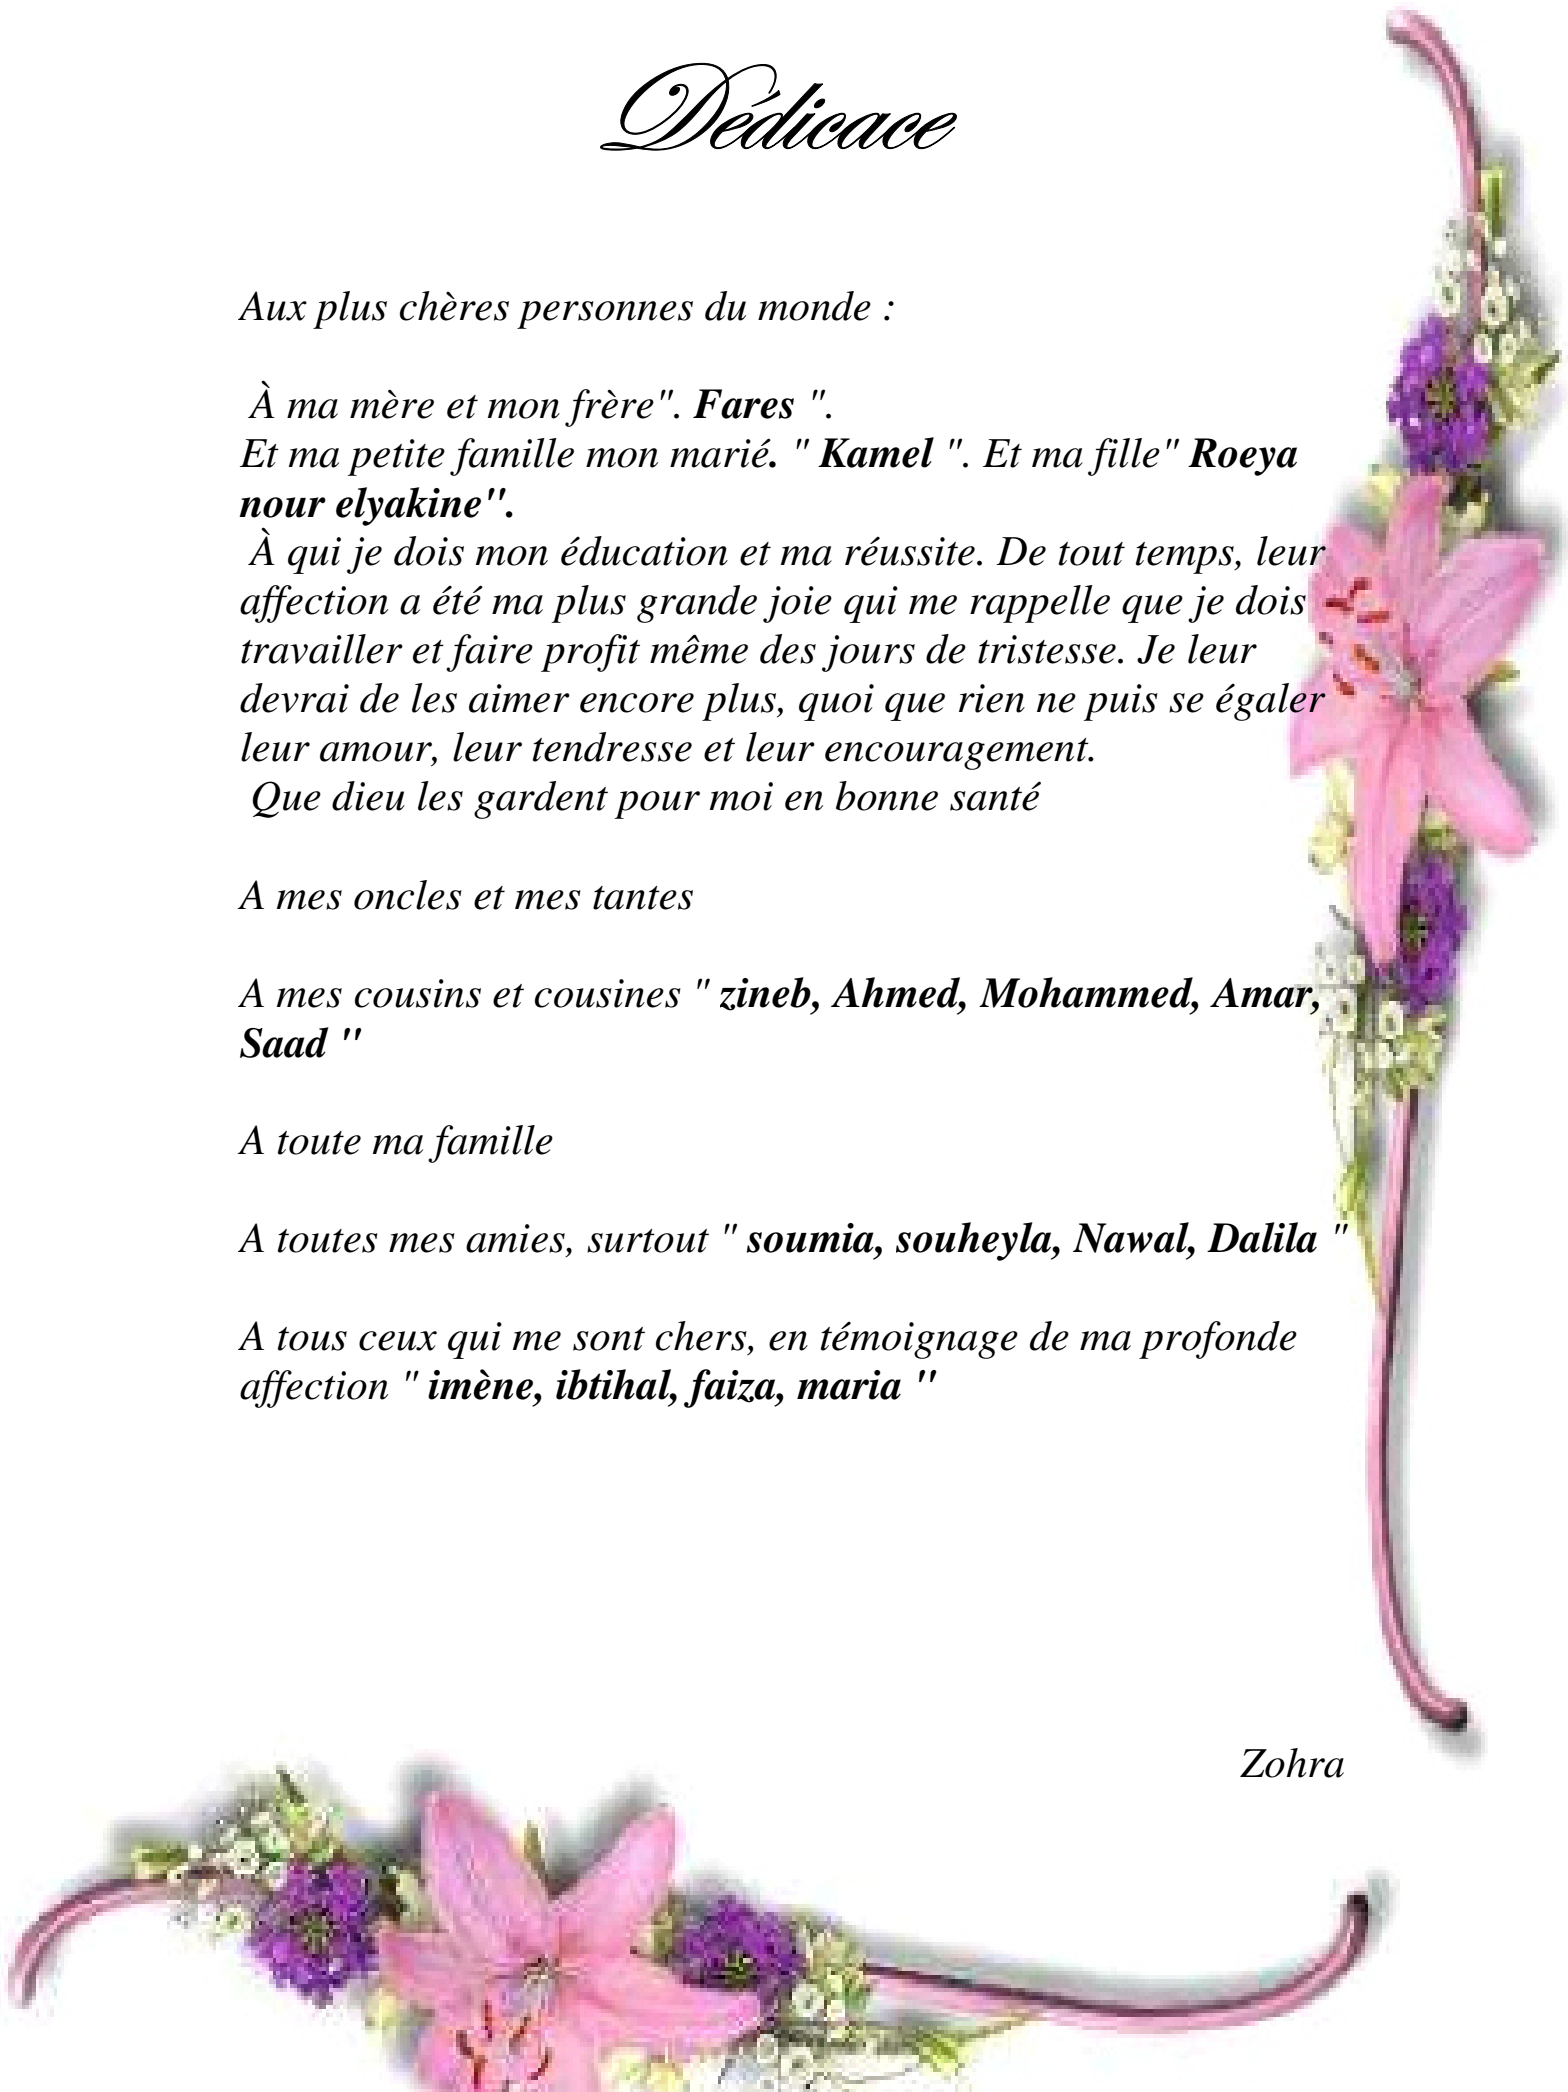 Dédicace
Aux plus chères personnes du monde :
À ma mère et mon frère". Fares ".
Et ma petite famille mon marié. " Kamel ". Et ma fille" Roeya
nour elyakine".
À qui je dois mon éducation et ma réussite. De tout temps, leur
affection a été ma plus grande joie qui me rappelle que je dois
travailler et faire profit même des jours de tristesse. Je leur
devrai de les aimer encore plus, quoi que rien ne puis se égaler
leur amour, leur tendresse et leur encouragement.
Que dieu les gardent pour moi en bonne santé
A mes oncles et mes tantes
A mes cousins et cousines " zineb, Ahmed, Mohammed, Amar,
Saad "
A toute ma famille
A toutes mes amies, surtout " soumia, souheyla, Nawal, Dalila "
A tous ceux qui me sont chers, en témoignage de ma profonde
affection " imène, ibtihal, faiza, maria "
Zohra